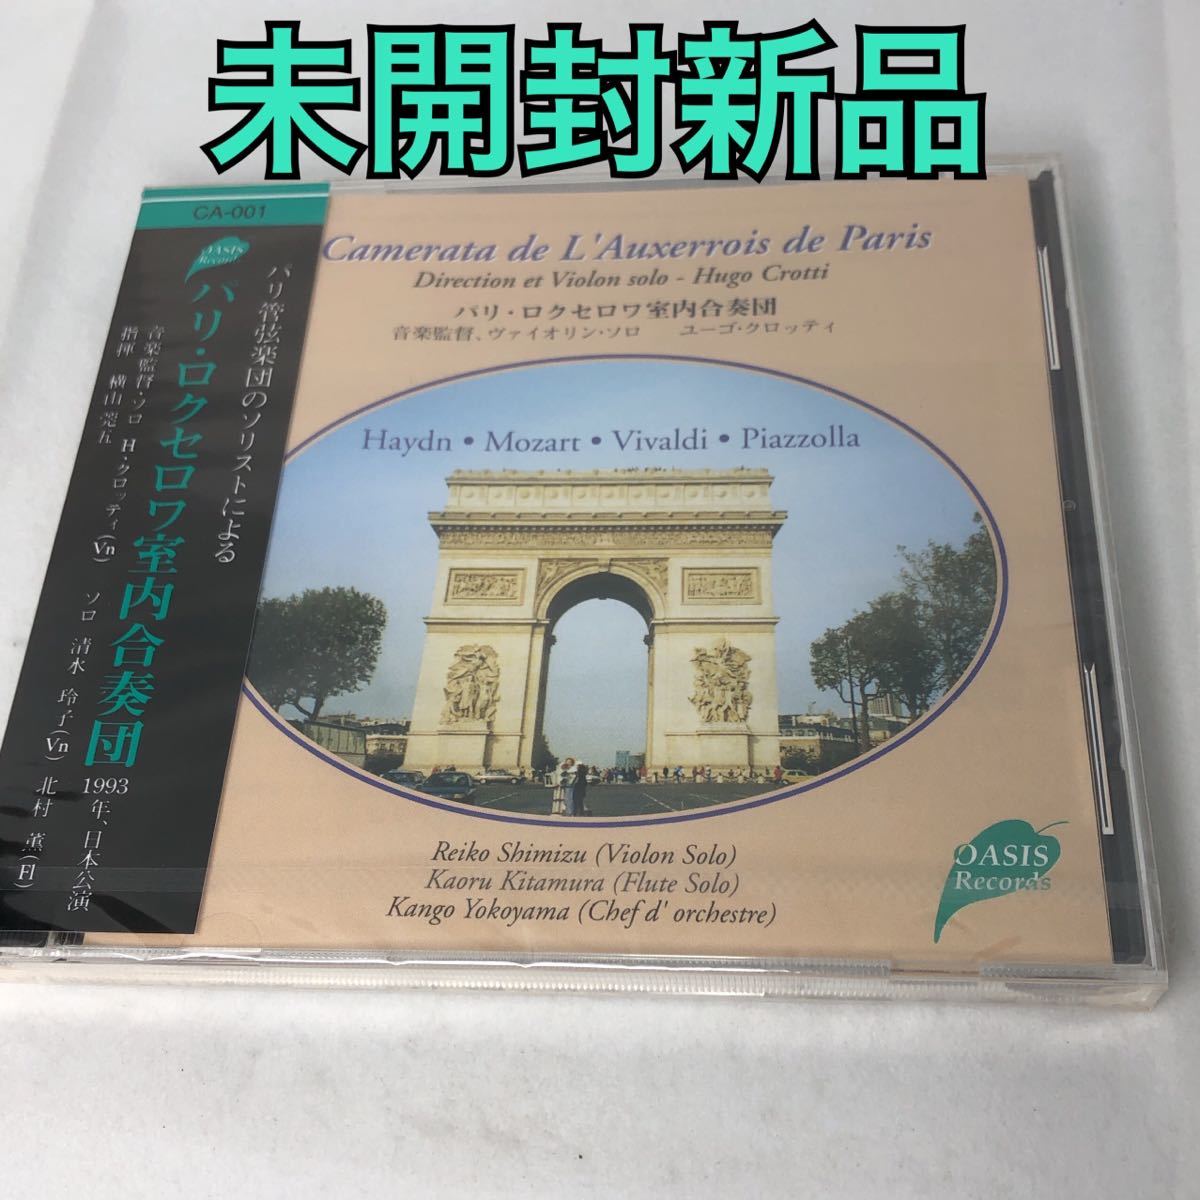 未開封新品
CA-001
OASIS
Record
パリ管弦楽団のソリストによる
パリ・ロクセロワ室内合奏団
1993年、日本公演
音楽監督・ソロ H・クロッティ(Vn) ソロ 清水 玲子(Vn) 北村 薫(Fl)
指揮 横山莞五
Camerata de L'Auxerrois de Paris
Direction et Violon solo - Hugo Crotti
パリ・ロクセロワ室内合奏団
音楽監督、ヴァイオリン・ソロ ユーゴ・クロッティ
Haydn • Mozart • Vivaldi • Piazzolla
Reiko Shimizu (Violon Solo)
Kaoru Kitamura (Flute Solo)
Kango Yokoyama (Chef d' orchestre)
OASIS
Records